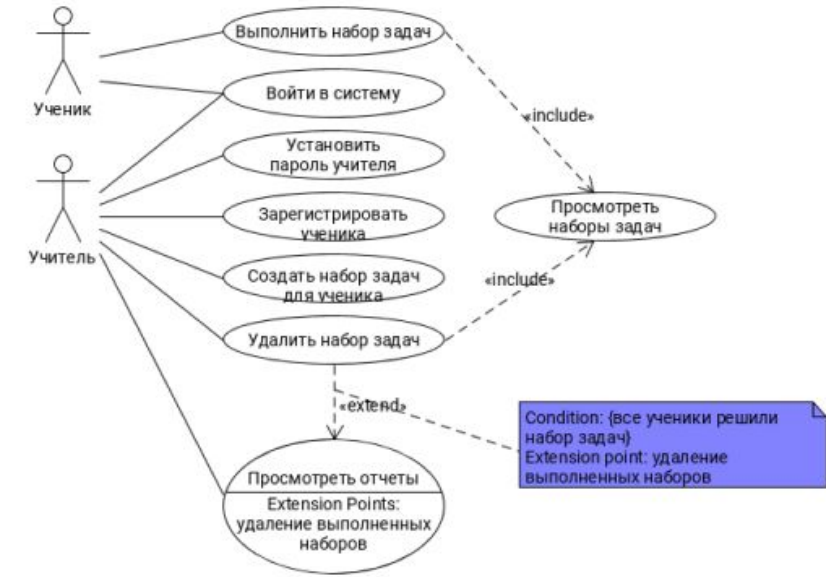 Выполнить набор задач
Войти в систему
Ученик
«include»
Установить
пароль учителя
Просмотреть
наборы задач
Зарегистрировать
ученика
Учитель
Создать набор задач
для ученика
«include»
Удалить набор задач
«extend»
Condition: {все ученики решили
набор задач}
Extension point: удаление
выполненных наборов
Просмотреть отчеты
Extension Points:
удаление выполненных
наборов